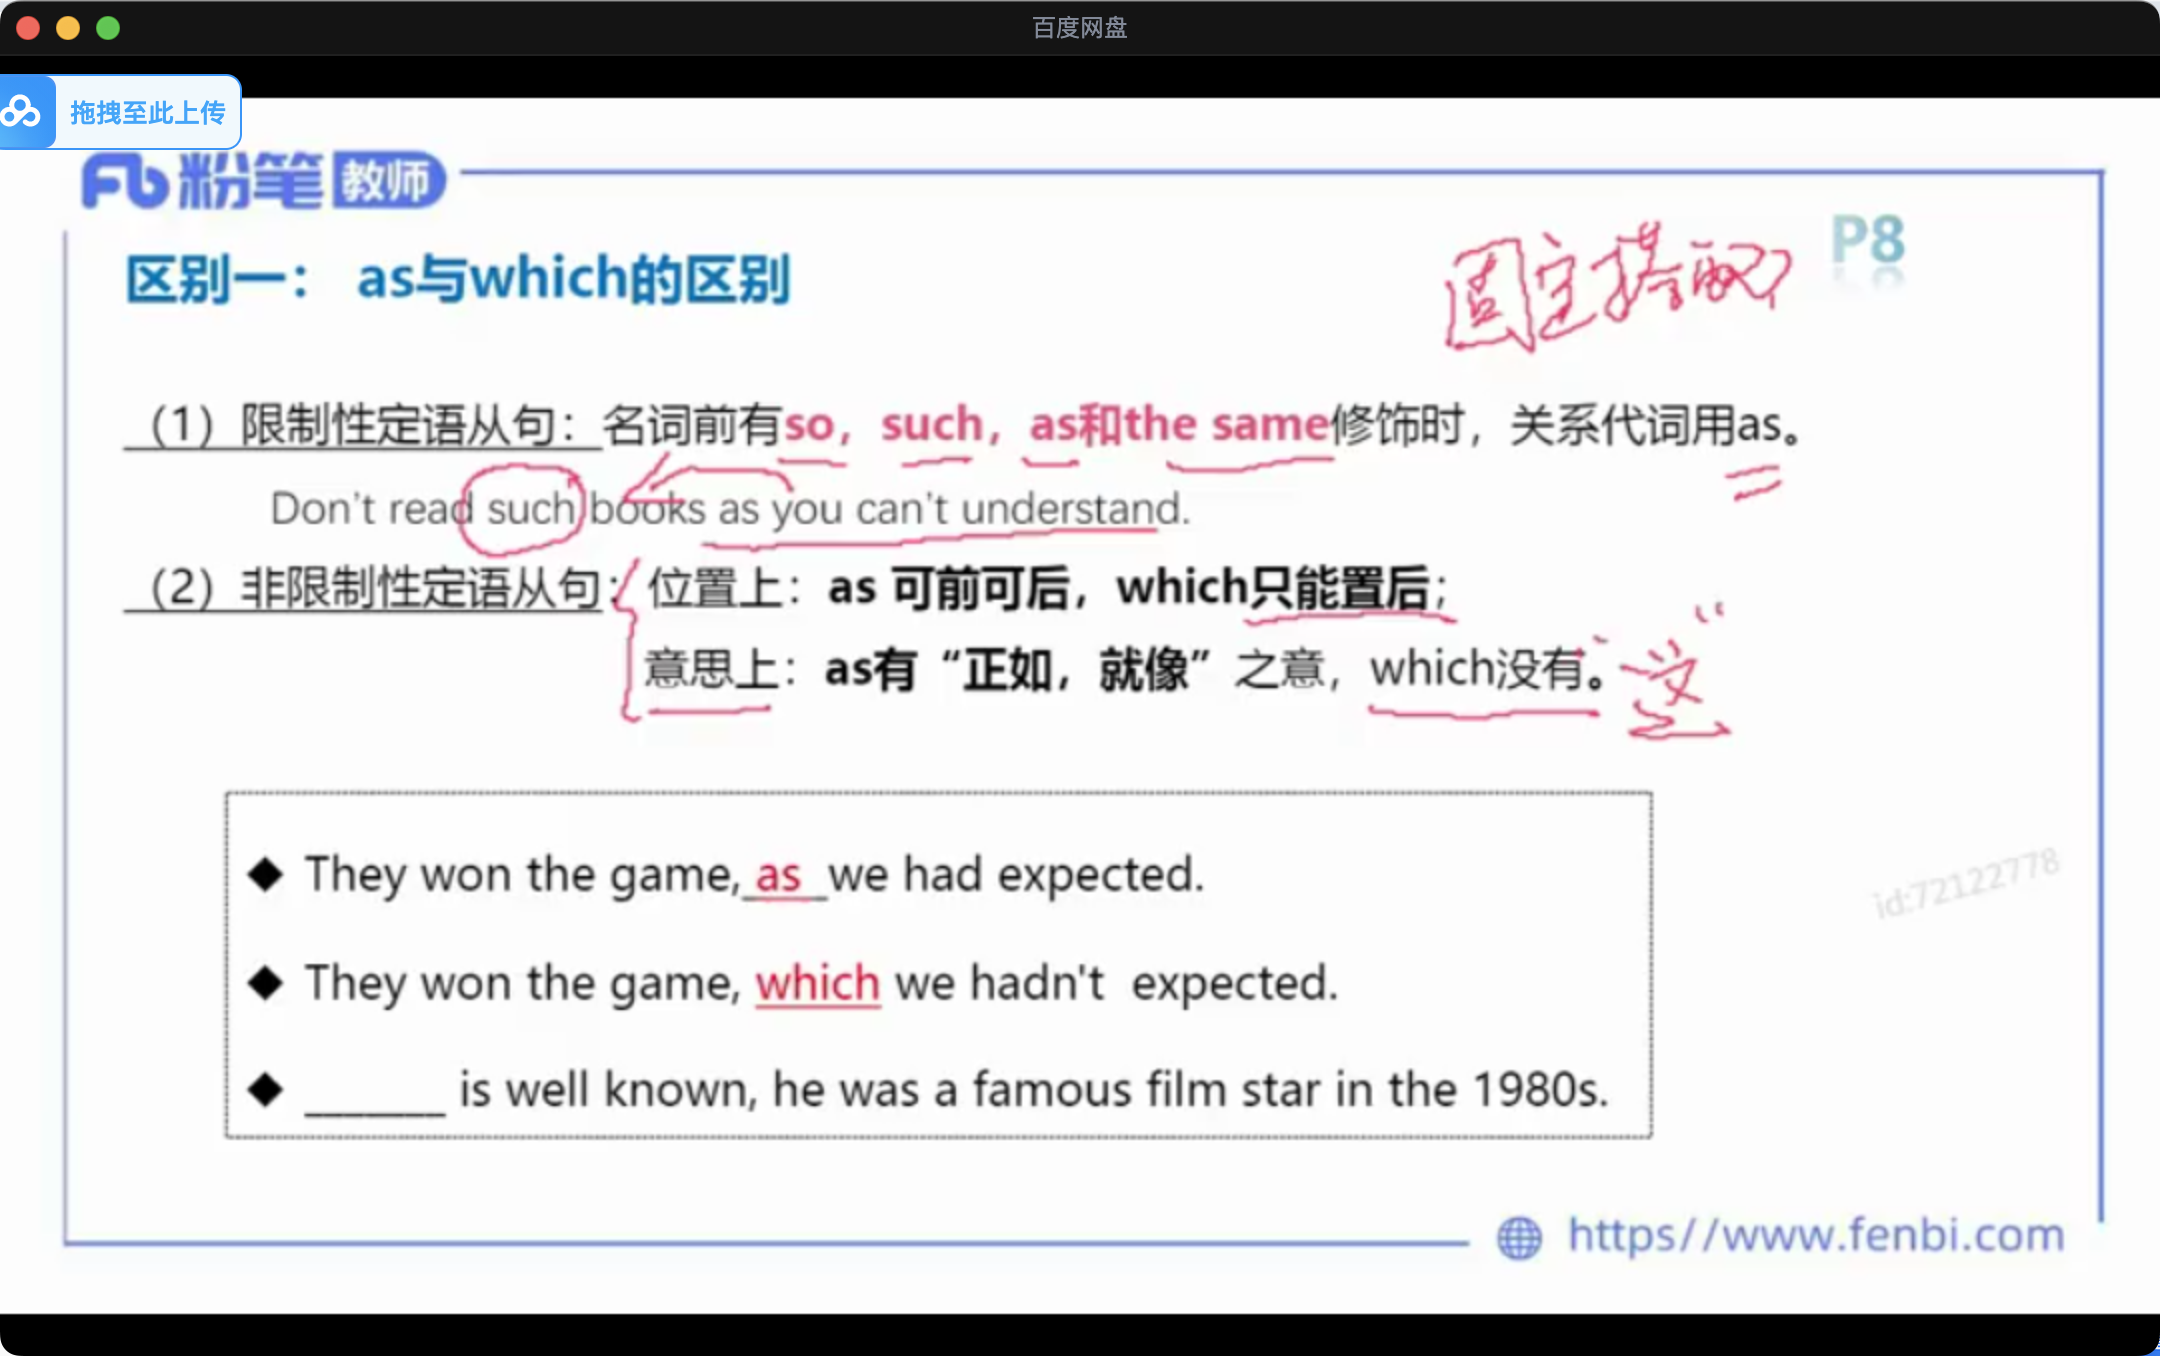 百度网盘
拖拽至此上传
粉笔 教师
P8
区别一： as与which的区别
固定搭配
（1）限制性定语从句：名词前有so，such，as和the same修饰时，关系代词用as。
Don't read such books as you can't understand.
（2）非限制性定语从句：位置上：as 可前可后，which只能置后；
意思上：as有“正如，就像”之意，which没有。
◆ They won the game, as we had expected.
◆ They won the game, which we hadn't expected.
◆ ______ is well known, he was a famous film star in the 1980s.
id:72122778
https//www.fenbi.com